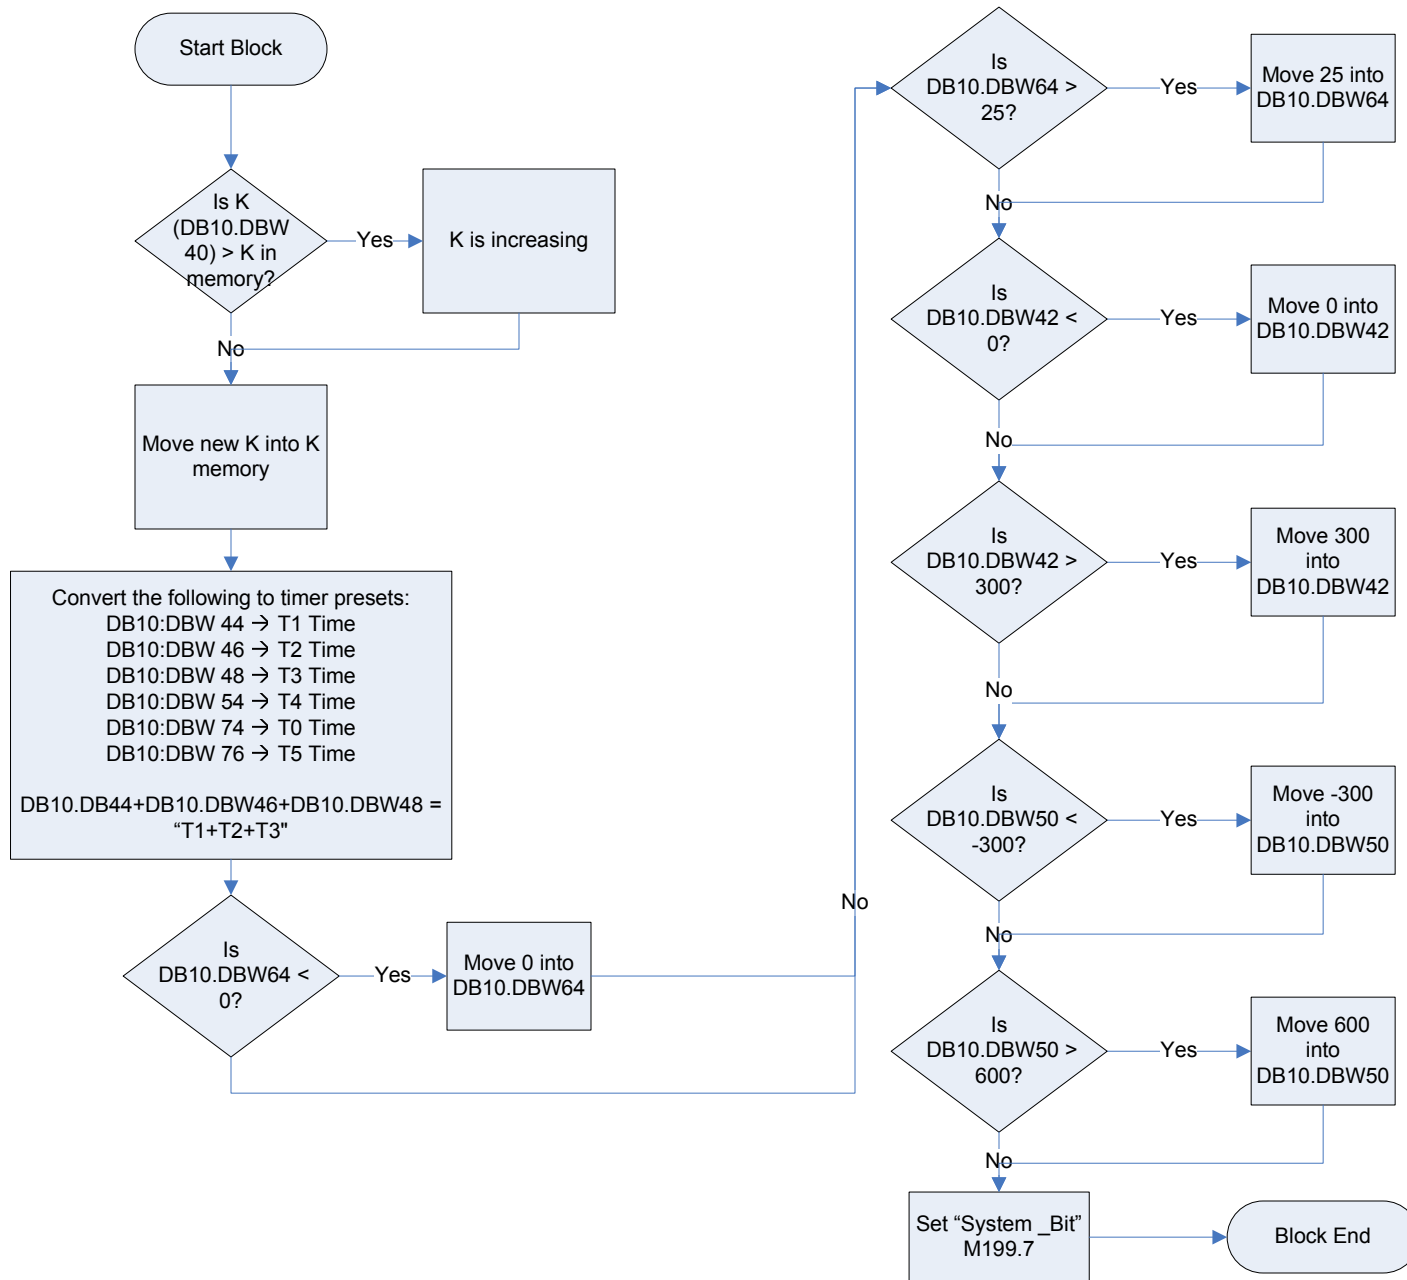 Start Block
Is K
(DB10.DBW
40) > K in
memory?
Yes
K is increasing
No
Move new K into K
memory
Convert the following to timer presets:
DB10:DBW 44 → T1 Time
DB10:DBW 46 → T2 Time
DB10:DBW 48 → T3 Time
DB10:DBW 54 → T4 Time
DB10:DBW 74 → T0 Time
DB10:DBW 76 → T5 Time
DB10.DB44+DB10.DBW46+DB10.DBW48 =
“T1+T2+T3"
Is
DB10.DBW64 <
0?
Yes
Move 0 into
DB10.DBW64
No
Is
DB10.DBW64 >
25?
Yes
Move 25 into
DB10.DBW64
No
Is
DB10.DBW42 <
0?
Yes
Move 0 into
DB10.DBW42
No
Is
DB10.DBW42 >
300?
Yes
Move 300
into
DB10.DBW42
No
Is
DB10.DBW50 <
-300?
Yes
Move -300
into
DB10.DBW50
No
Is
DB10.DBW50 >
600?
Yes
Move 600
into
DB10.DBW50
No
Set “System _Bit”
M199.7
Block End